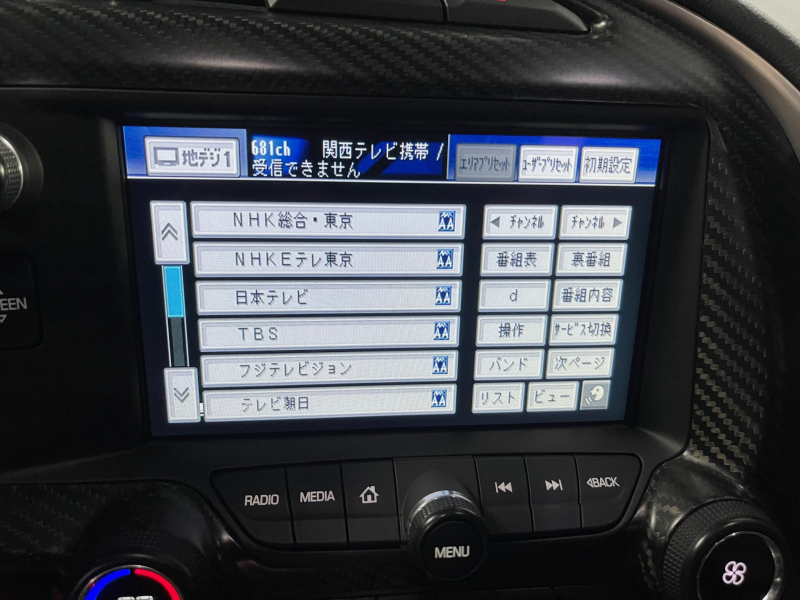 地デジ1
681ch 関西テレビ携帯 /
受信できません
エリアプリセット
ユーザープリセット
初期設定
NHK総合・東京
NHKEテレ東京
日本テレビ
TBS
フジテレビジョン
テレビ朝日
◀ チャンネル
チャンネル ▶
番組表
裏番組
d
番組内容
操作
サービス切換
バンド
次ページ
リスト
ビュー
EEN
RADIO
MEDIA
BACK
MENU